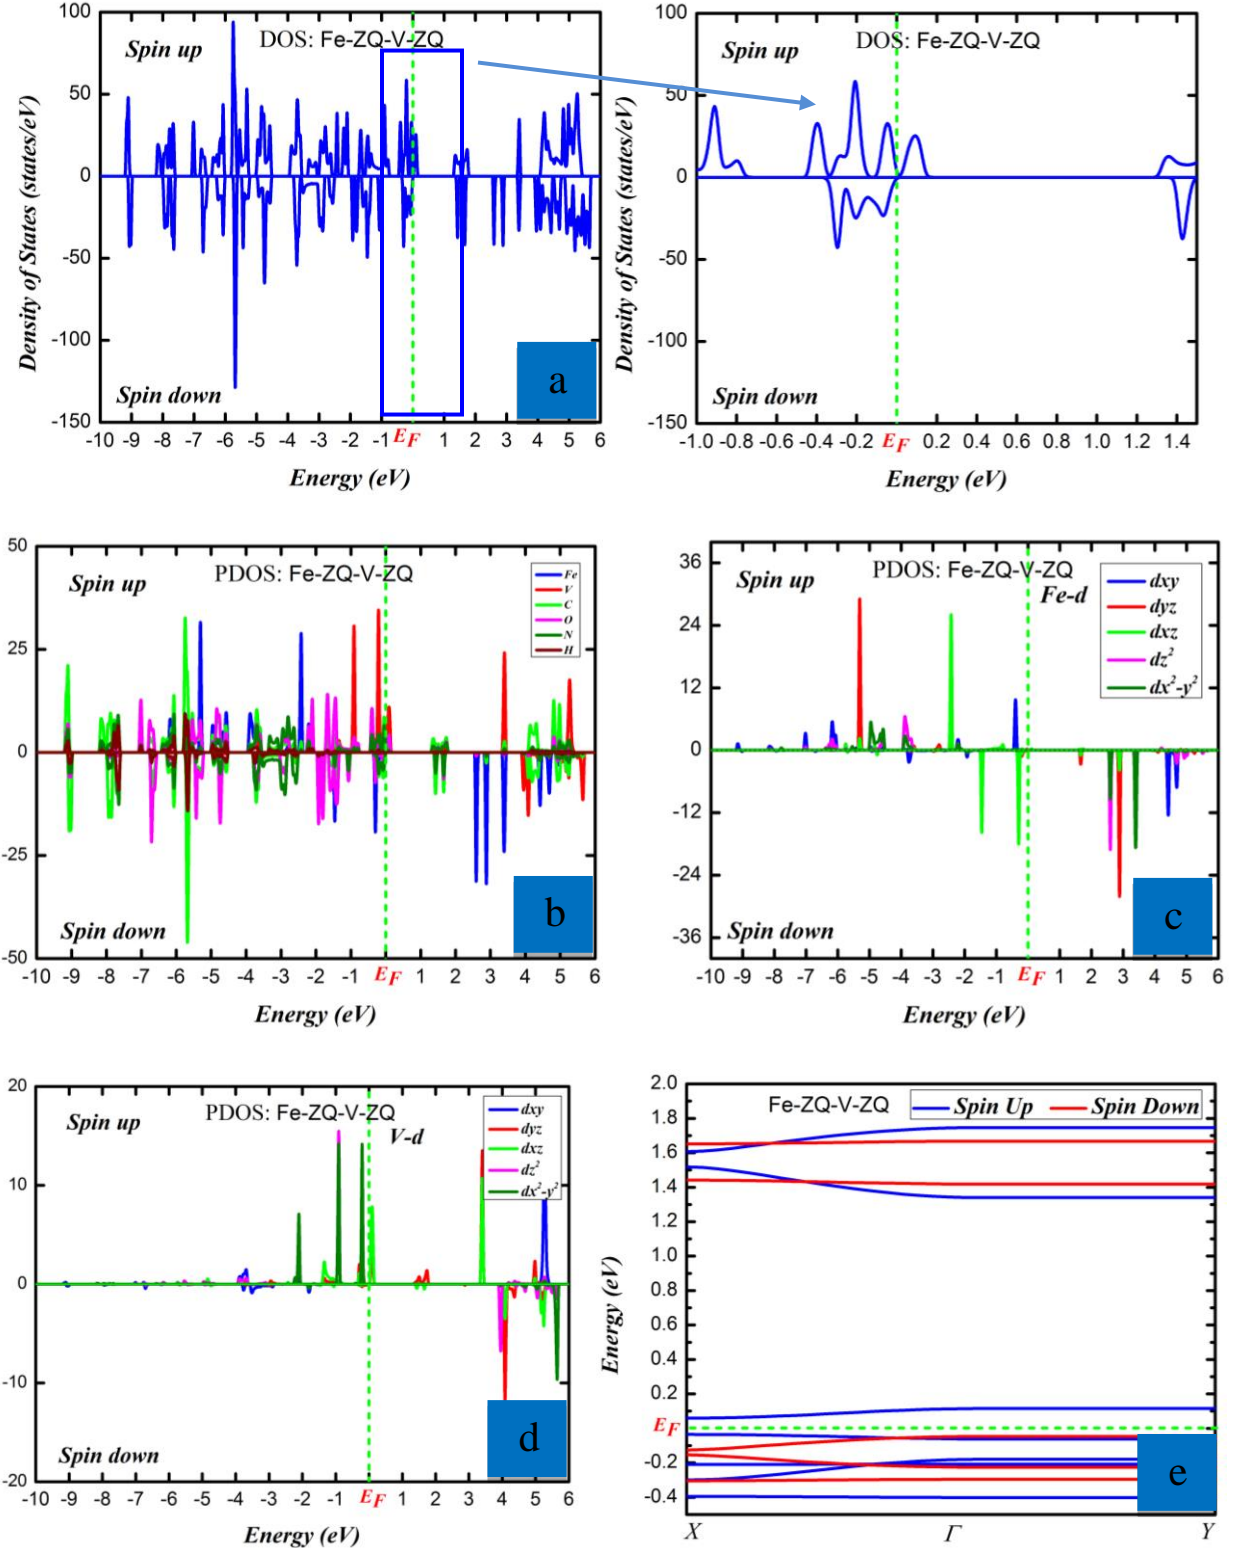 Spin up
DOS: Fe-ZQ-V-ZQ
Density of States (states/eV)
100
50
0
-50
-100
-150
Spin down
a
-10 -9 -8 -7 -6 -5 -4 -3 -2 -1 EF 1 2 3 4 5 6
Energy (eV)
Spin up
DOS: Fe-ZQ-V-ZQ
Density of States (states/eV)
100
50
0
-50
-100
-150
Spin down
-1.0 -0.8 -0.6 -0.4 -0.2 EF 0.2 0.4 0.6 0.8 1.0 1.2 1.4
Energy (eV)
Spin up
PDOS: Fe-ZQ-V-ZQ
Fe
V
C
O
N
H
50
25
0
-25
-50
Spin down
b
-10 -9 -8 -7 -6 -5 -4 -3 -2 -1 EF 1 2 3 4 5 6
Energy (eV)
Spin up
PDOS: Fe-ZQ-V-ZQ
Fe-d
dxy
dyz
dxz
dz²
dx²-y²
36
24
12
0
-12
-24
-36
Spin down
c
-10 -9 -8 -7 -6 -5 -4 -3 -2 -1 EF 1 2 3 4 5 6
Energy (eV)
Spin up
PDOS: Fe-ZQ-V-ZQ
V-d
dxy
dyz
dxz
dz²
dx²-y²
20
10
0
-10
-20
Spin down
d
-10 -9 -8 -7 -6 -5 -4 -3 -2 -1 EF 1 2 3 4 5 6
Energy (eV)
Fe-ZQ-V-ZQ
Spin Up
Spin Down
Energy (eV)
2.0
1.8
1.6
1.4
1.2
1.0
0.8
0.6
0.4
0.2
EF
-0.2
-0.4
e
X Γ Y